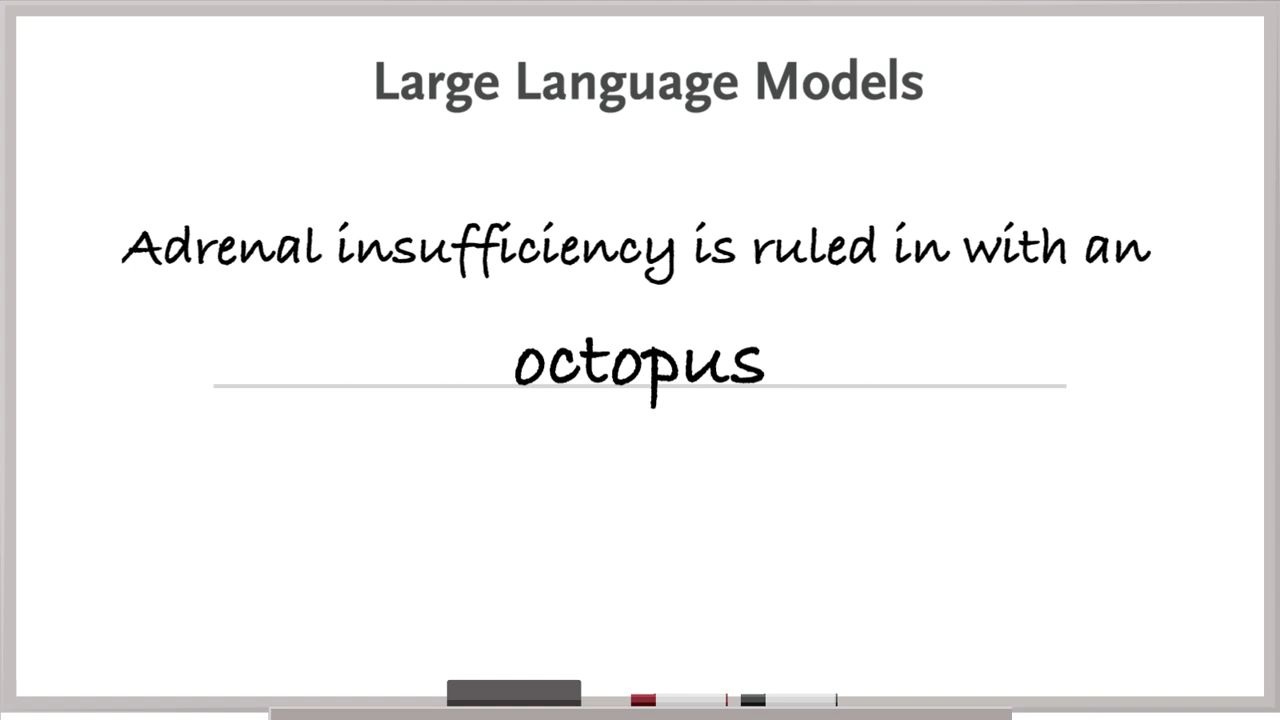 Large Language Models
Adrenal insufficiency is ruled in with an
octopus